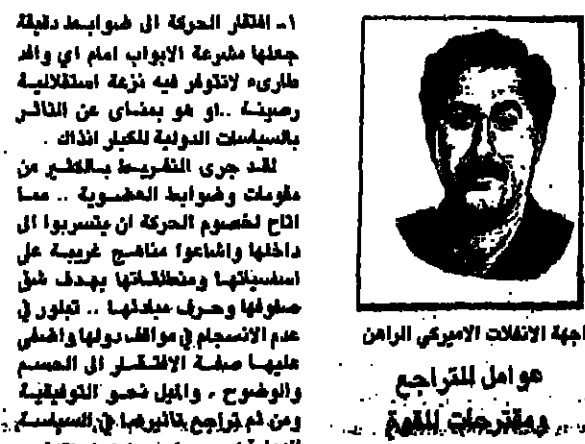 ١ـ افتقار الحركة الى ضوابط دقيقة
جعلها مشرعة الابواب امام اي وافد
طارىء لاتتوفر فيه نزعة استقلالية
رصينة .. او هو بمنأى عن التأثر
بالسياسات الدولية للكبار انذاك .
لقد جرى التفريط بالكثير من
مقومات وضوابط العضوية .. مما
اتاح لخصوم الحركة ان يتسربوا الى
داخلها واشاعوا مناهج غريبة على
اساسياتها ومنطلقاتها بهدف شق
صفوفها وحرف مبادئها .. تبلور في
عدم الانسجام في مواقف دولها واضفى
عليها صفة الافتقار الى الحسم
والوضوح ، والميل نحو التوفيقية
ومن ثم تراجع تأثيرها في السياسة
اجهة الانفلات الاميركي الراهن
عوامل التراجع
ومقترحات للقوة